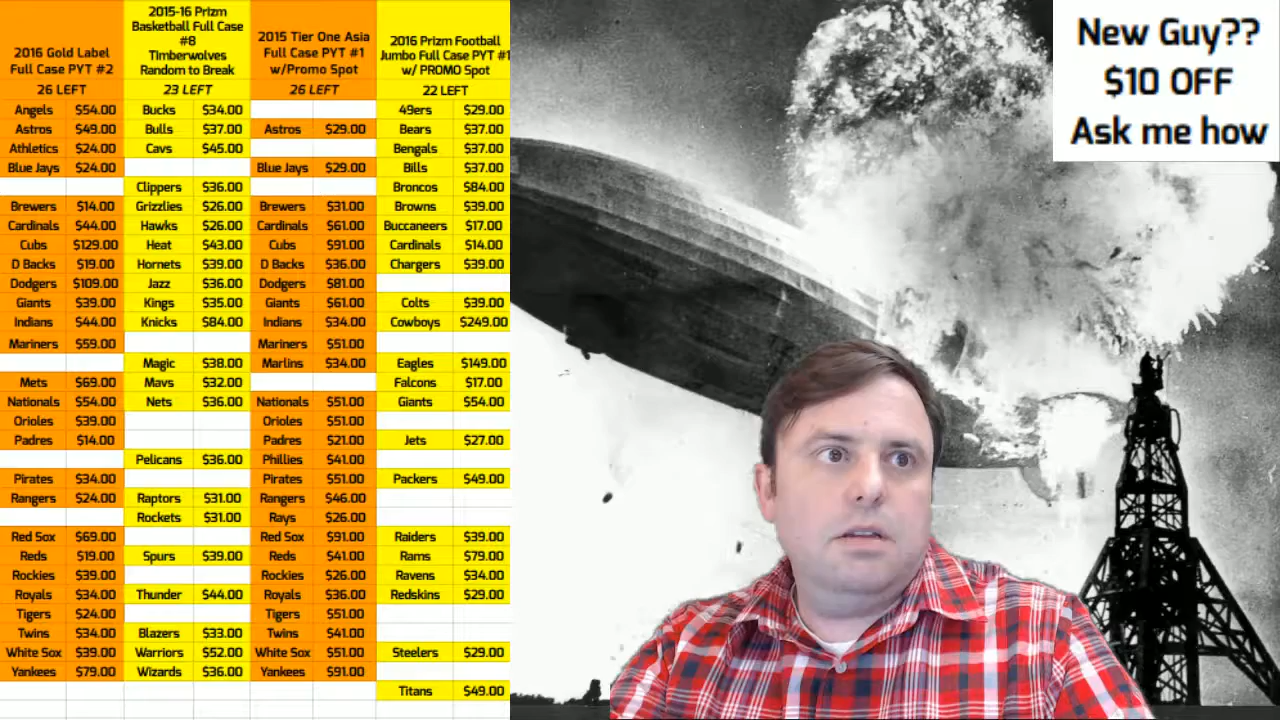 2016 Gold Label
Full Case PYT #2
26 LEFT
Angels $54.00
Astros $49.00
Athletics $24.00
Blue Jays $24.00
Brewers $14.00
Cardinals $44.00
Cubs $129.00
D Backs $19.00
Dodgers $109.00
Giants $39.00
Indians $44.00
Mariners $59.00
Mets $69.00
Nationals $54.00
Orioles $39.00
Padres $14.00
Pirates $34.00
Rangers $24.00
Red Sox $69.00
Reds $19.00
Rockies $39.00
Royals $34.00
Tigers $24.00
Twins $34.00
White Sox $39.00
Yankees $79.00
2015-16 Prizm
Basketball Full Case
#8
Timberwolves
Random to Break
23 LEFT
Bucks $34.00
Bulls $37.00
Cavs $45.00
Clippers $36.00
Grizzlies $26.00
Hawks $26.00
Heat $43.00
Hornets $39.00
Jazz $36.00
Kings $35.00
Knicks $84.00
Magic $38.00
Mavs $32.00
Nets $36.00
Pelicans $36.00
Raptors $31.00
Rockets $31.00
Spurs $39.00
Thunder $44.00
Blazers $33.00
Warriors $52.00
Wizards $36.00
2015 Tier One Asia
Full Case PYT #1
w/Promo Spot
26 LEFT
Astros $29.00
Blue Jays $29.00
Brewers $31.00
Cardinals $61.00
Cubs $91.00
D Backs $36.00
Dodgers $81.00
Giants $61.00
Indians $34.00
Mariners $51.00
Marlins $34.00
Nationals $51.00
Orioles $51.00
Padres $21.00
Phillies $41.00
Pirates $51.00
Rangers $46.00
Rays $26.00
Red Sox $91.00
Reds $41.00
Rockies $26.00
Royals $36.00
Tigers $51.00
Twins $41.00
White Sox $51.00
Yankees $91.00
2016 Prizm Football
Jumbo Full Case PYT #1
w/ PROMO Spot
22 LEFT
49ers $29.00
Bears $37.00
Bengals $37.00
Bills $37.00
Broncos $84.00
Browns $39.00
Buccaneers $17.00
Cardinals $14.00
Chargers $39.00
Colts $39.00
Cowboys $249.00
Eagles $149.00
Falcons $17.00
Giants $54.00
Jets $27.00
Packers $49.00
Raiders $39.00
Rams $79.00
Ravens $34.00
Redskins $29.00
Steelers $29.00
Titans $49.00
New Guy??
$10 OFF
Ask me how